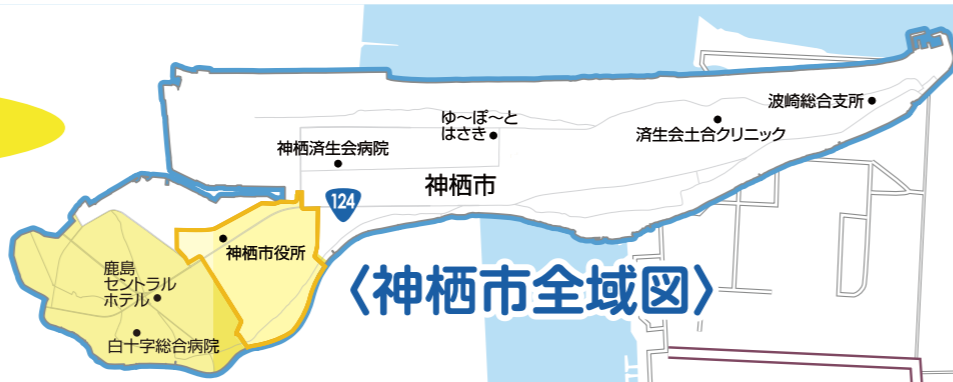 波崎総合支所
ゆ～ぽ～と
はさき
済生会土合クリニック
神栖済生会病院
神栖市
124
神栖市役所
鹿島
セントラル
ホテル
〈神栖市全域図〉
白十字総合病院